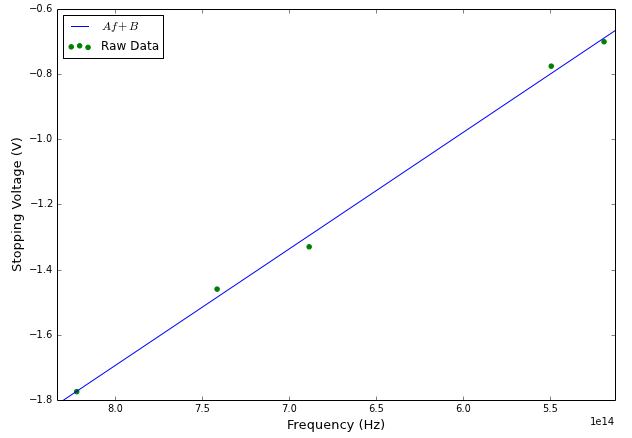 −0.6
−0.8
−1.0
−1.2
−1.4
−1.6
−1.8
Stopping Voltage (V)
Af + B
Raw Data
8.0 7.5 7.0 6.5 6.0 5.5
1e14
Frequency (Hz)